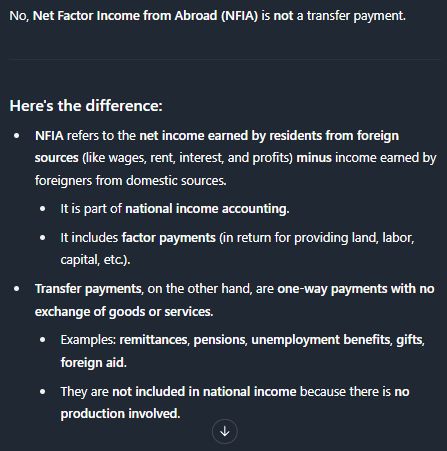 No, Net Factor Income from Abroad (NFIA) is not a transfer payment.
Here's the difference:
• NFIA refers to the net income earned by residents from foreign
sources (like wages, rent, interest, and profits) minus income earned by
foreigners from domestic sources.
• It is part of national income accounting.
• It includes factor payments (in return for providing land, labor,
capital, etc.).
• Transfer payments, on the other hand, are one-way payments with no
exchange of goods or services.
• Examples: remittances, pensions, unemployment benefits, gifts,
foreign aid.
• They are not included in national income because there is no
production involved.